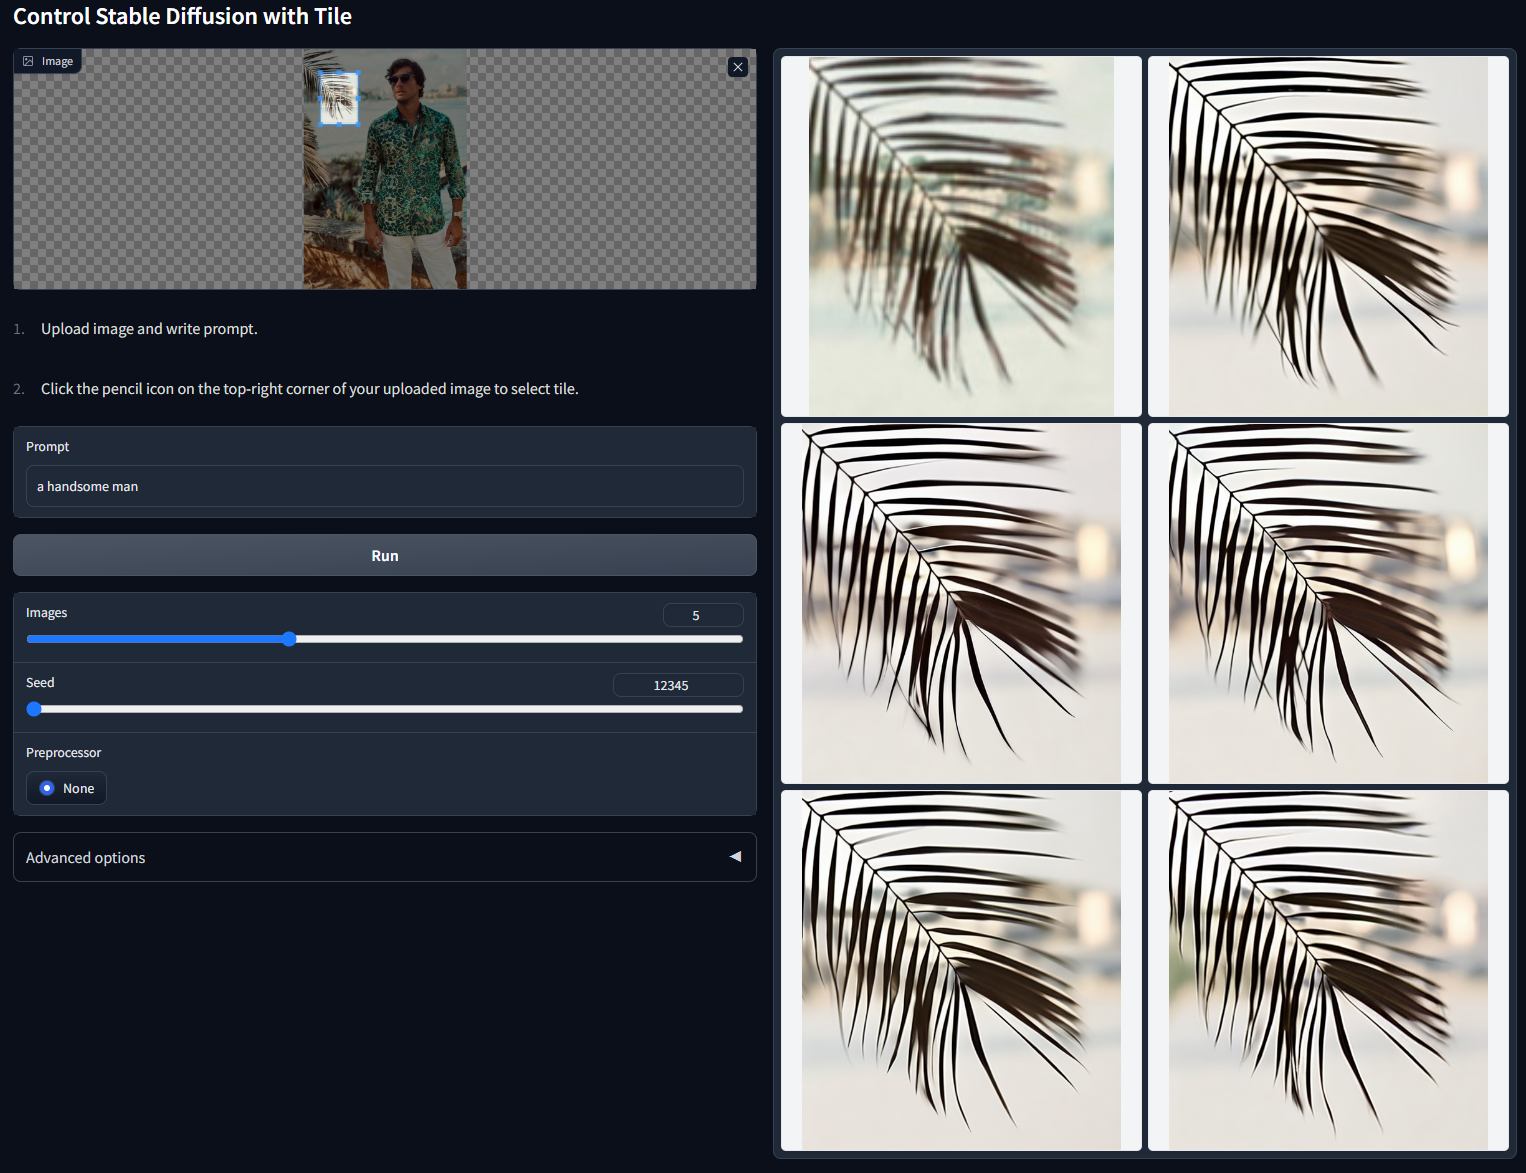 Control Stable Diffusion with Tile
Image
1. Upload image and write prompt.
2. Click the pencil icon on the top-right corner of your uploaded image to select tile.
Prompt
a handsome man
Run
Images
5
Seed
12345
Preprocessor
None
Advanced options